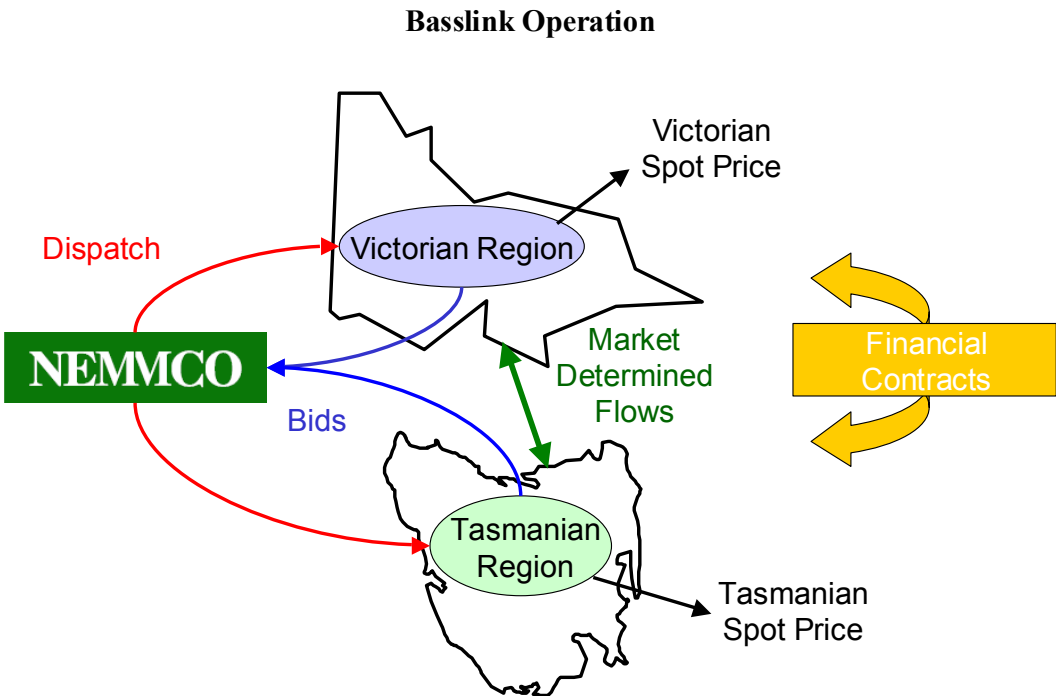 Basslink Operation
Victorian
Spot Price
Dispatch
Victorian Region
NEMMCO
Market
Determined
Flows
Financial
Contracts
Bids
Tasmanian
Region
Tasmanian
Spot Price